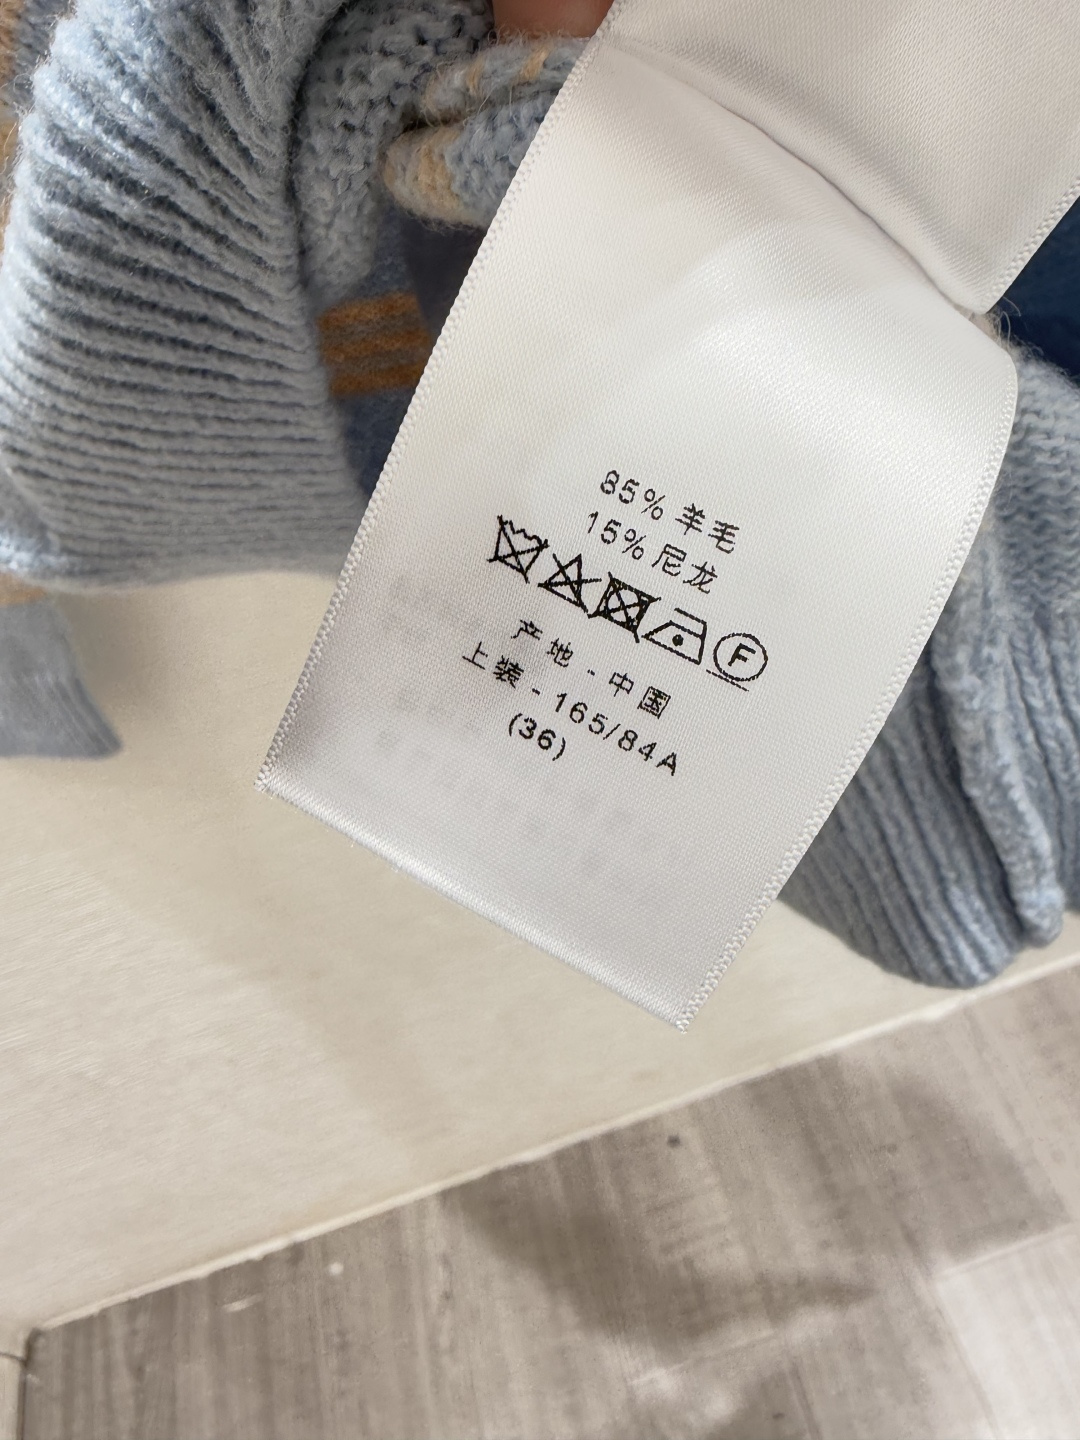 85% 羊毛
15% 尼龙
F
产地 - 中国
上装 - 165/84A
(36)